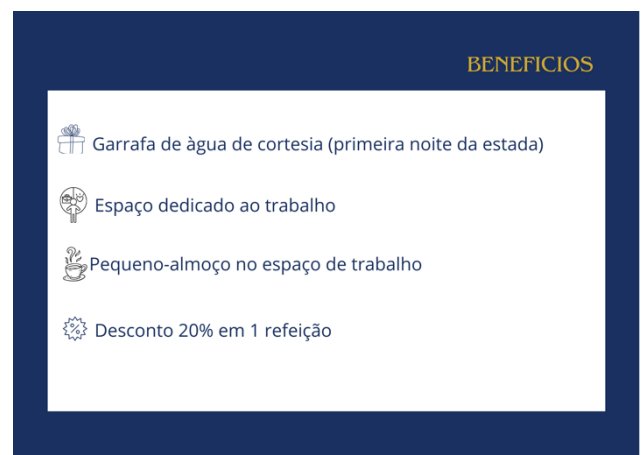 BENEFICIOS
Garrafa de àgua de cortesia (primeira noite da estada)
Espaço dedicado ao trabalho
Pequeno-almoço no espaço de trabalho
Desconto 20% em 1 refeição